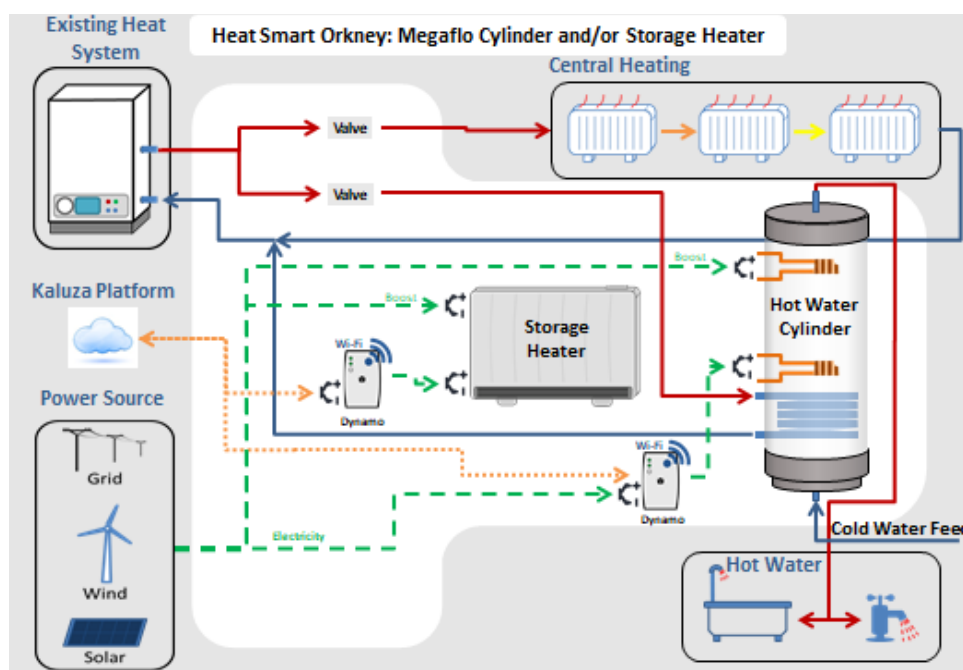 Existing Heat
System
Heat Smart Orkney: Megaflo Cylinder and/or Storage Heater
Central Heating
Valve
Valve
Boost
Kaluza Platform
Boost
Hot Water
Cylinder
Storage
Heater
Wi-Fi
Dynamo
Power Source
Grid
Wi-Fi
Dynamo
Electricity
Cold Water Feed
Wind
Hot Water
Solar